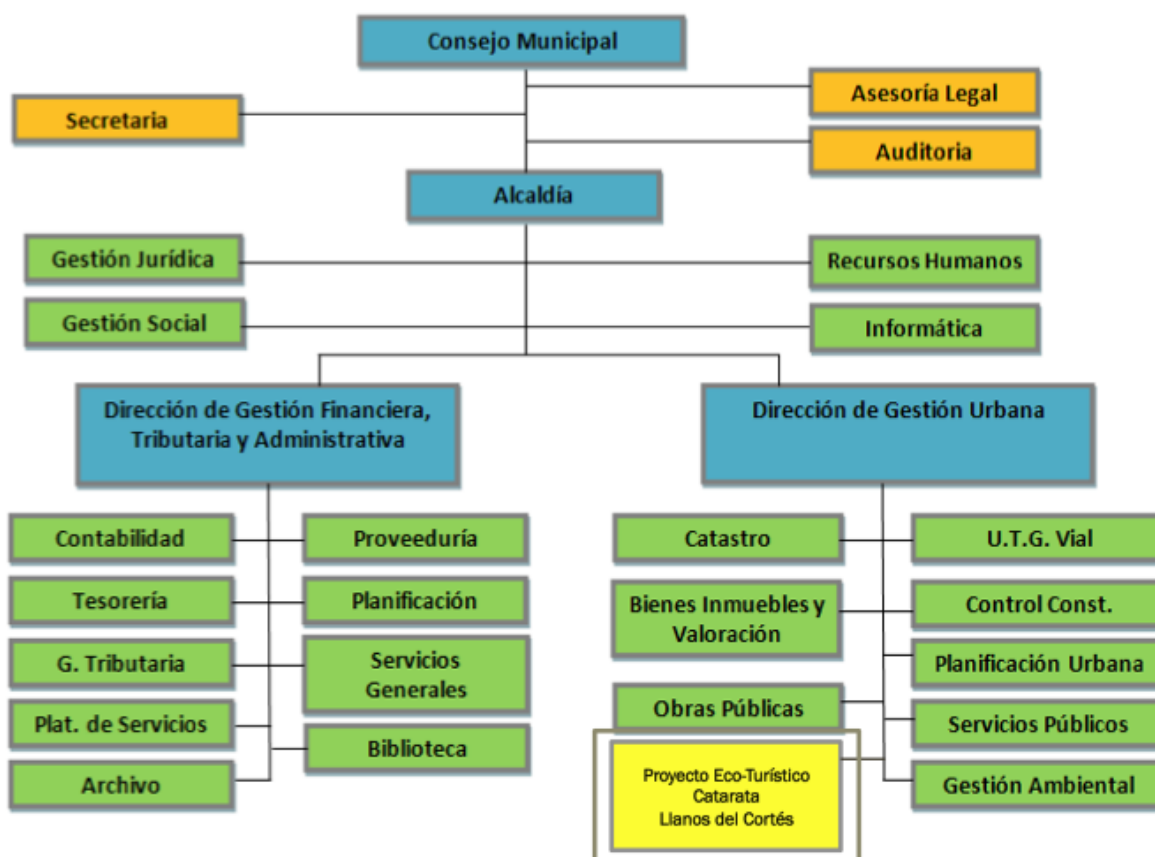 Consejo Municipal
Asesoría Legal
Secretaria
Auditoria
Alcaldía
Gestión Jurídica
Recursos Humanos
Gestión Social
Informática
Dirección de Gestión Financiera,
Tributaria y Administrativa
Dirección de Gestión Urbana
Contabilidad
Proveeduría
Tesorería
Planificación
G. Tributaria
Servicios
Generales
Plat. de Servicios
Biblioteca
Archivo
Catastro
U.T.G. Vial
Bienes Inmuebles y
Valoración
Control Const.
Planificación Urbana
Obras Públicas
Servicios Públicos
Proyecto Eco-Turístico
Catarata
Llanos del Cortés
Gestión Ambiental